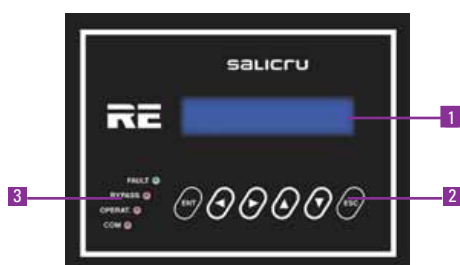 salicru
RE
1
FAULT
BYPASS
OPERAT.
COM
ENT
ESC
3
2